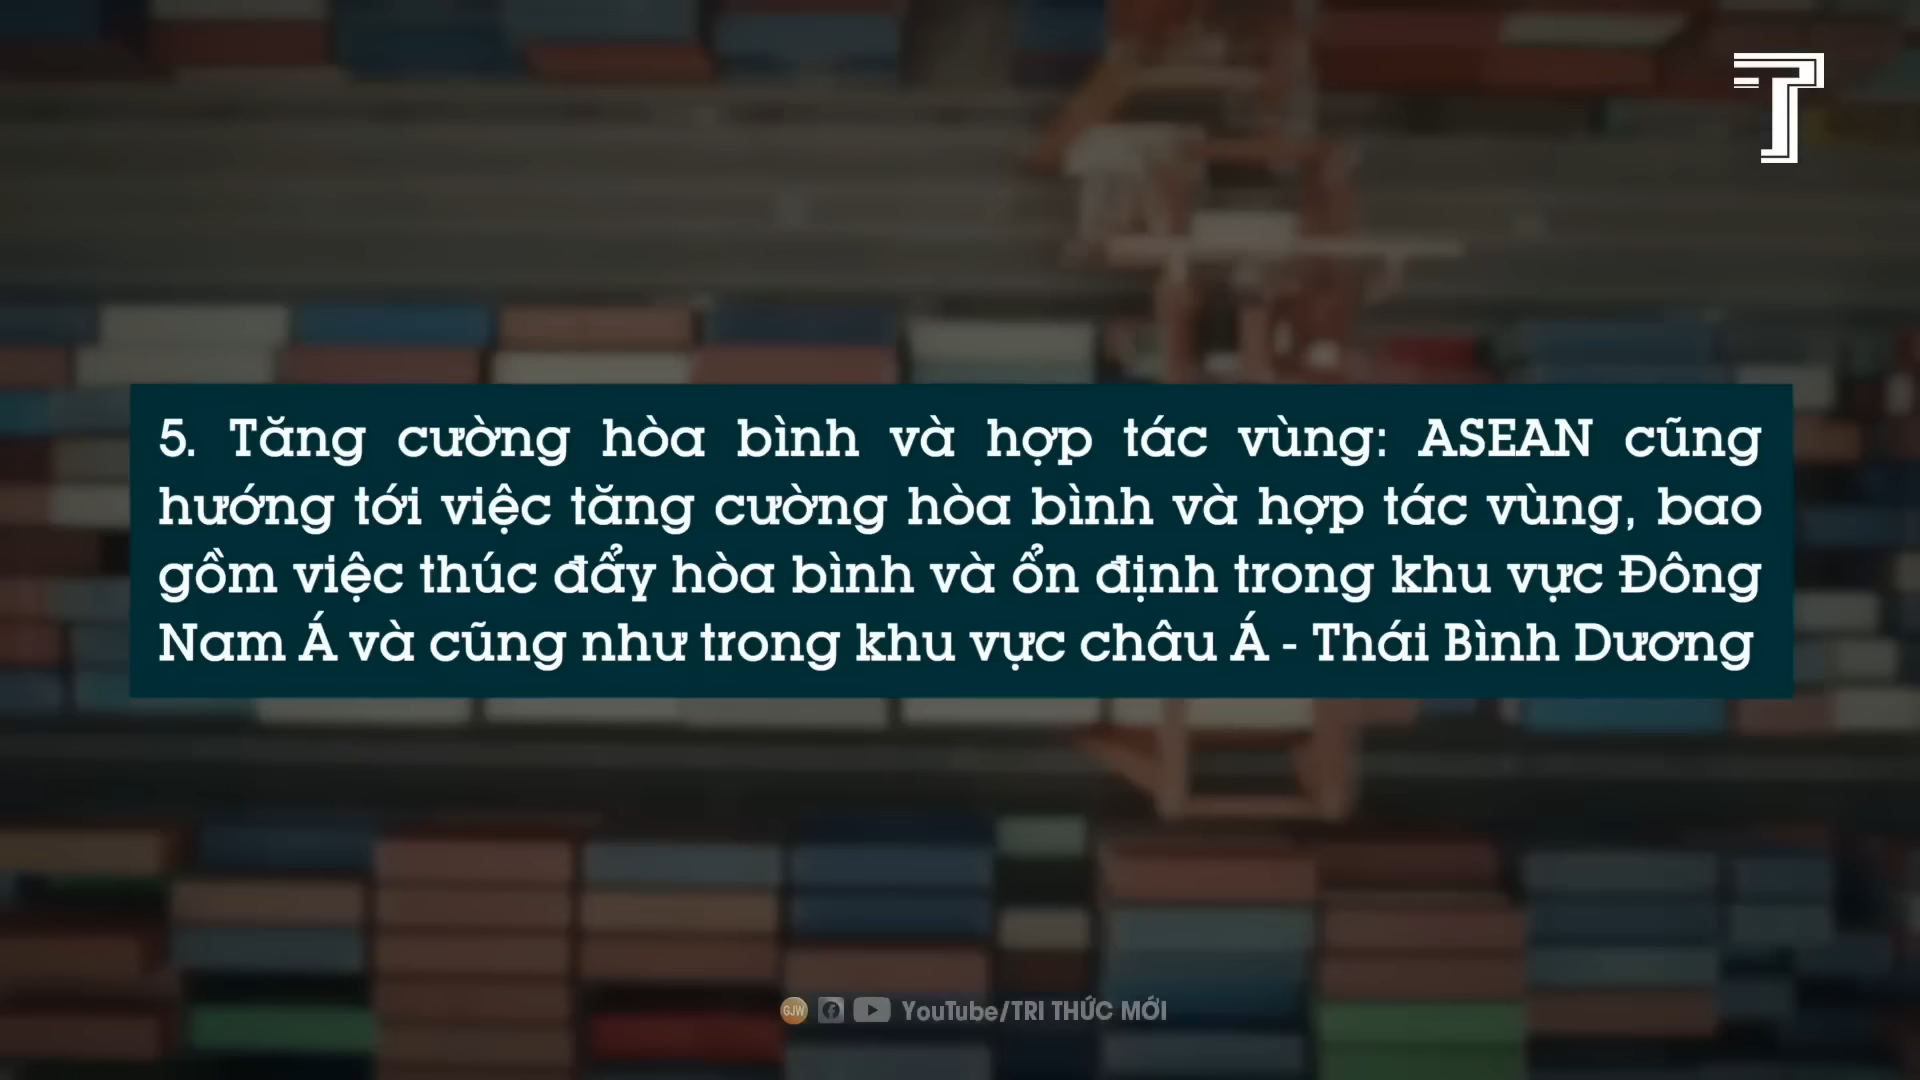 5. Tăng cường hòa bình và hợp tác vùng: ASEAN cũng
hướng tới việc tăng cường hòa bình và hợp tác vùng, bao
gồm việc thúc đẩy hòa bình và ổn định trong khu vực Đông
Nam Á và cũng như trong khu vực châu Á - Thái Bình Dương
GJW YouTube/TRI THỨC MỚI